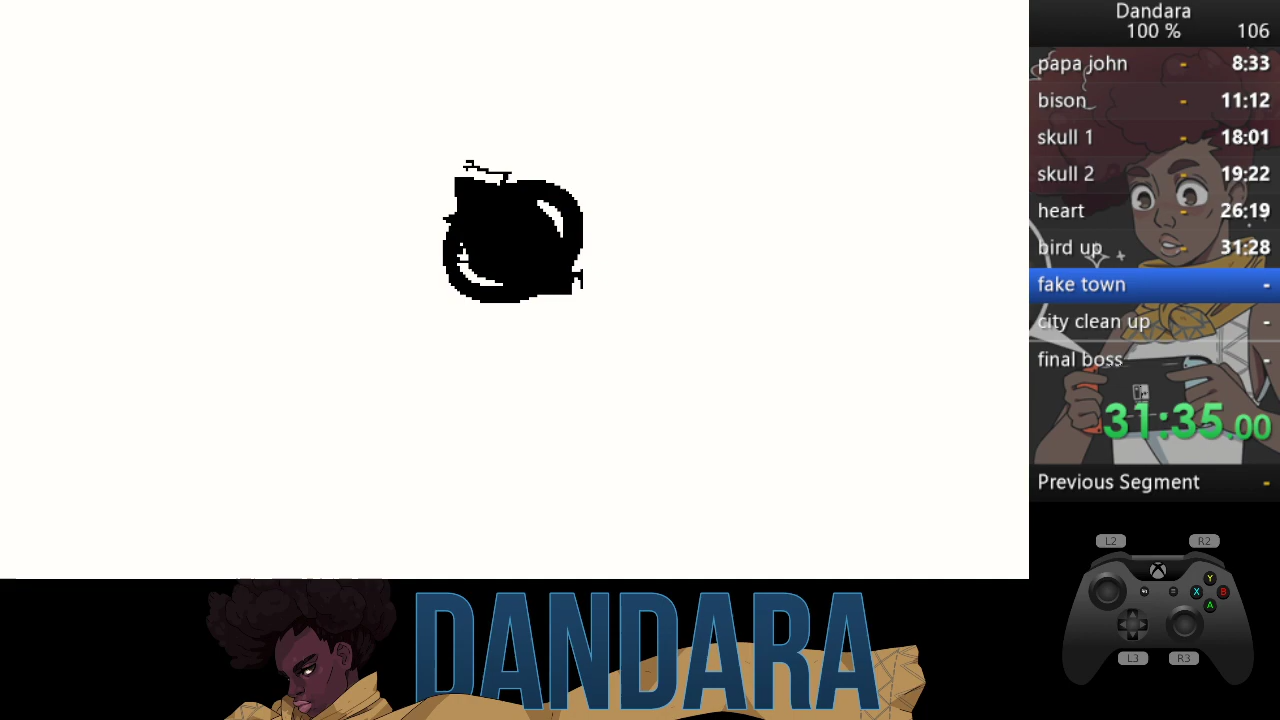 Dandara
100 % 106
papa john - 8:33
bison_ - 11:12
skull 1 - 18:01
skull 2 - 19:22
heart - 26:19
bird up - 31:28
fake town -
city clean up -
final boss -
31:35.00
Previous Segment -
L2 R2
Y
X B
A
L3 R3
DANDARA